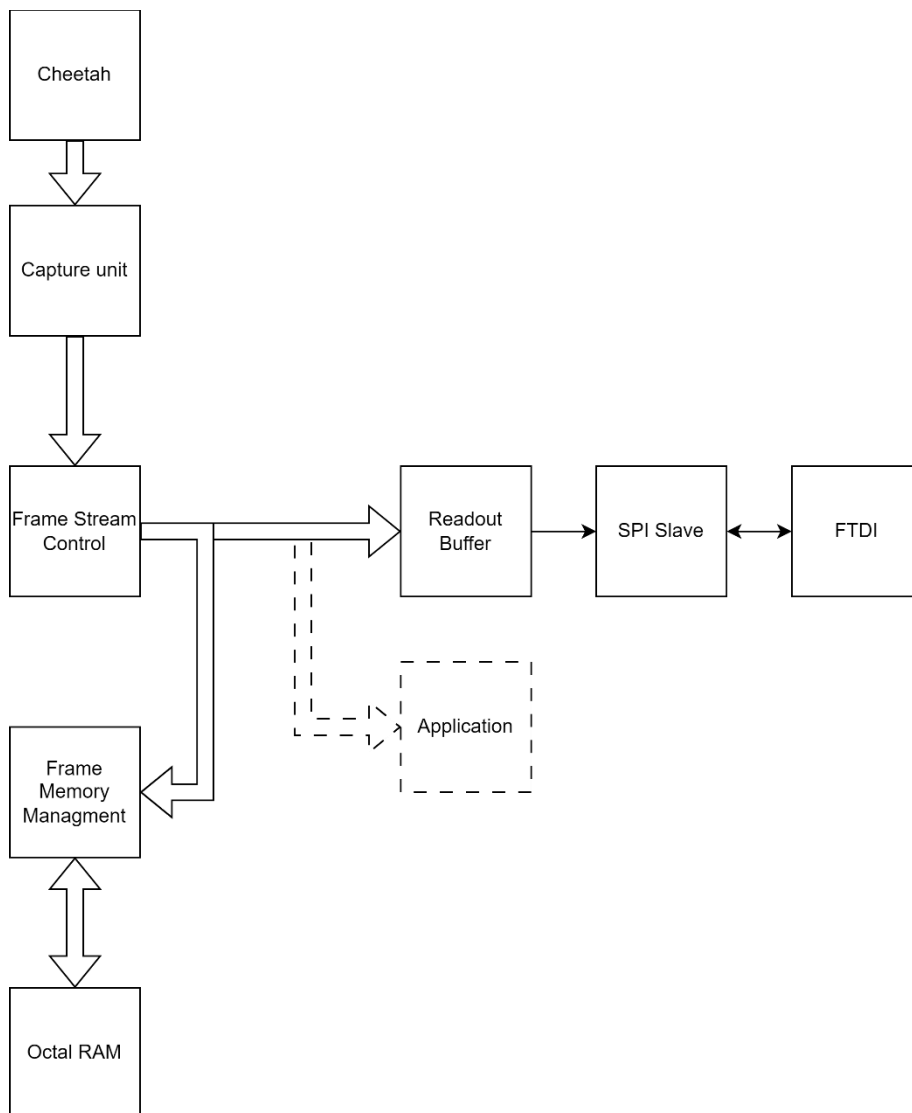 Cheetah
Capture unit
Frame Stream
Control
Readout
Buffer
SPI Slave
FTDI
Application
Frame
Memory
Managment
Octal RAM